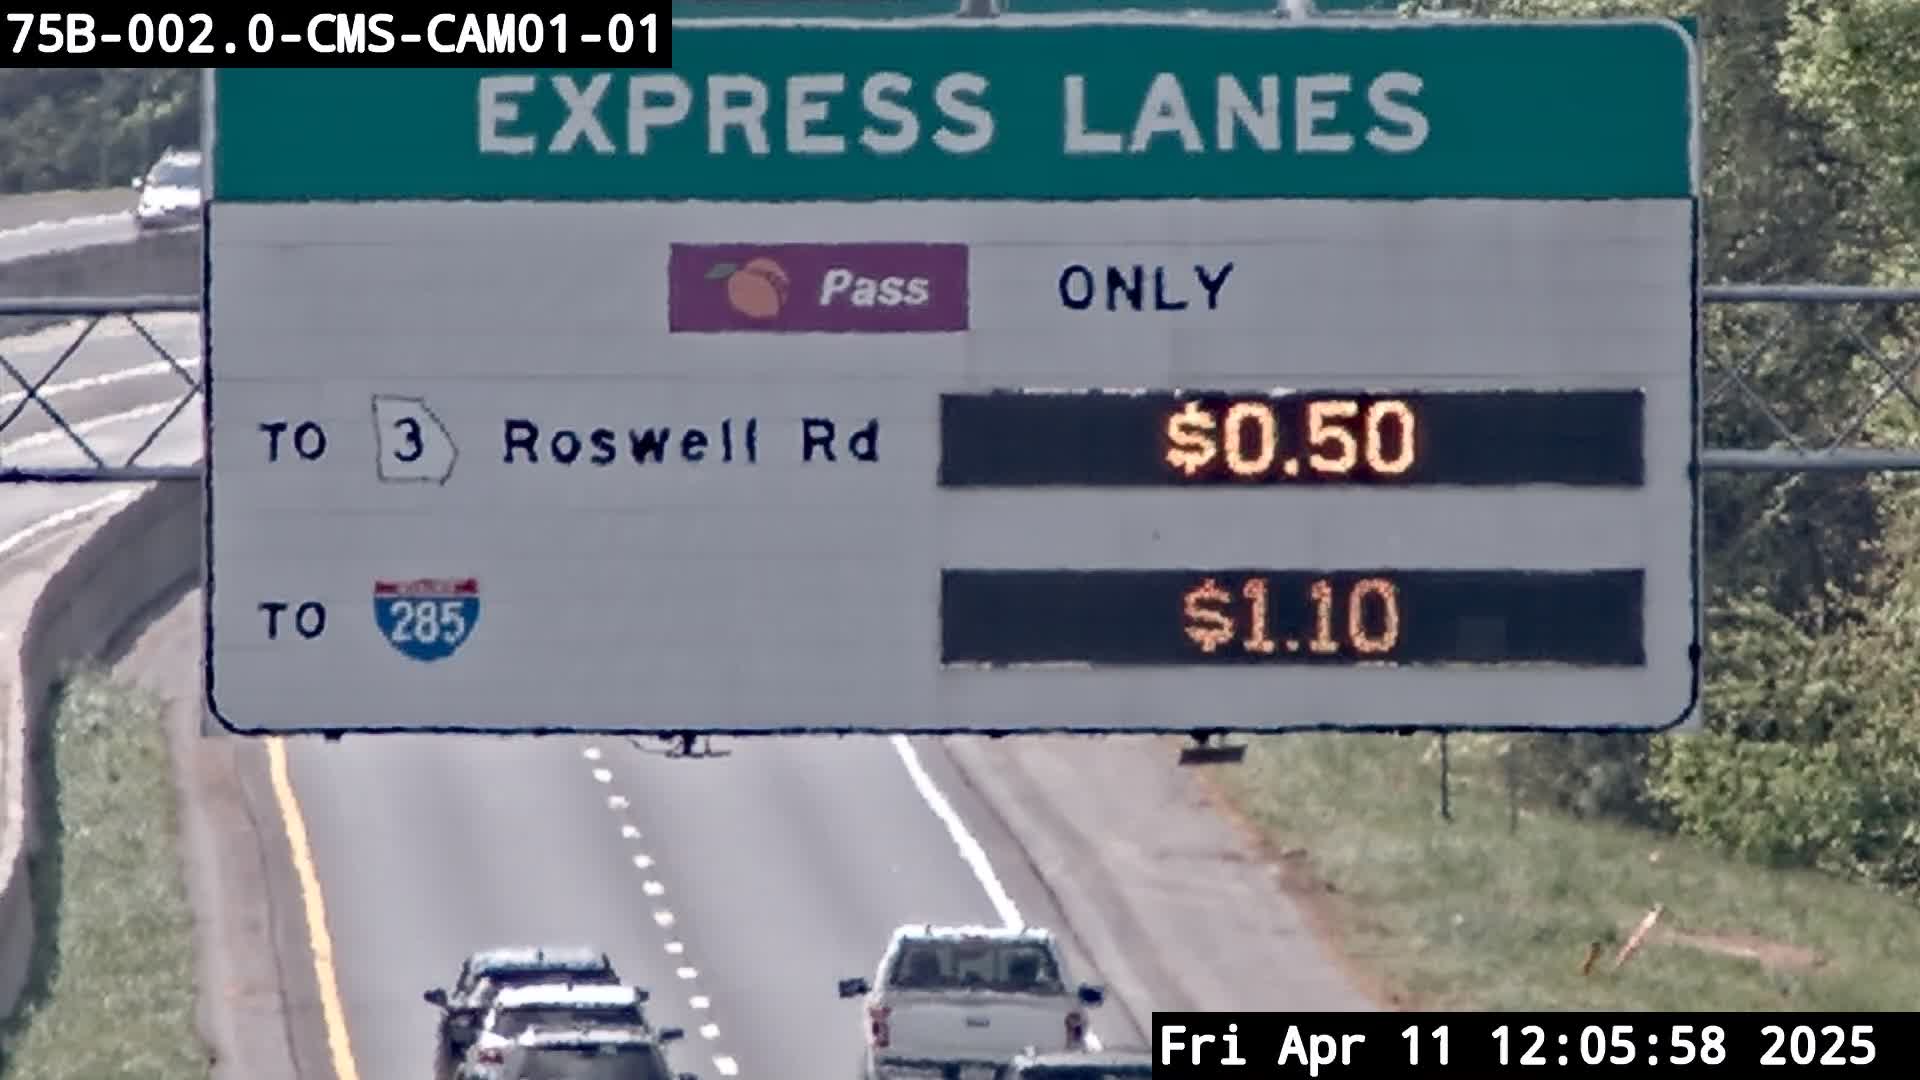 75B-002.0-CMS-CAM01-01
EXPRESS LANES
Pass ONLY
TO 3 Roswell Rd $0.50
TO 285 $1.10
Fri Apr 11 12:05:58 2025